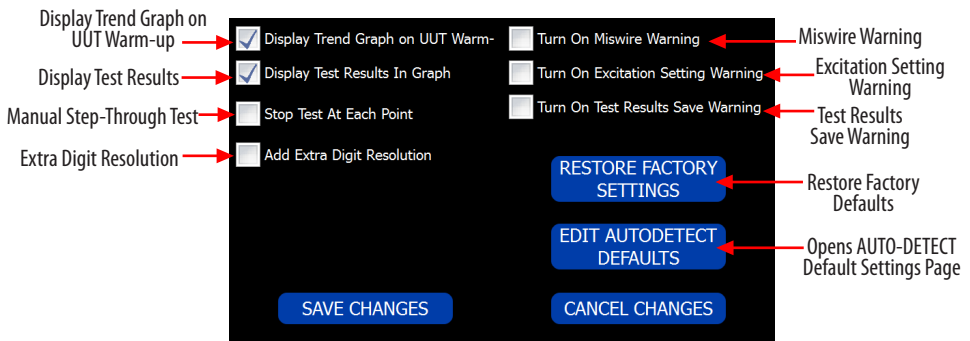 Display Trend Graph on
UUT Warm-up
Display Test Results
Manual Step-Through Test
Extra Digit Resolution
Display Trend Graph on UUT Warm-
Display Test Results In Graph
Stop Test At Each Point
Add Extra Digit Resolution
Turn On Miswire Warning
Turn On Excitation Setting Warning
Turn On Test Results Save Warning
RESTORE FACTORY
SETTINGS
EDIT AUTODETECT
DEFAULTS
SAVE CHANGES
CANCEL CHANGES
Miswire Warning
Excitation Setting
Warning
Test Results
Save Warning
Restore Factory
Defaults
Opens AUTO-DETECT
Default Settings Page